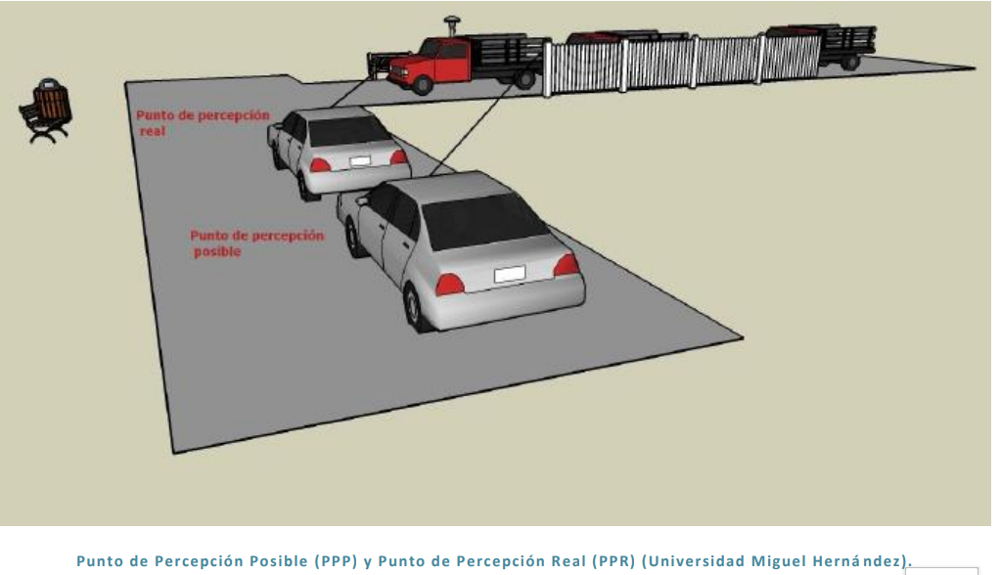 Punto de percepción
real
Punto de percepción
posible
Punto de Percepción Posible (PPP) y Punto de Percepción Real (PPR) (Universidad Miguel Hernández).